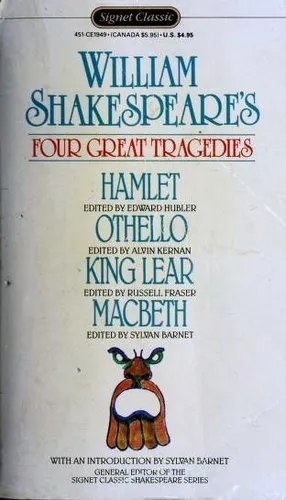 Signet Classic
451-CE1949 • (CANADA $5.95) • U.S. $4.95
WILLIAM
SHAKESPEARE'S
FOUR GREAT TRAGEDIES
HAMLET
EDITED BY EDWARD HUBLER
OTHELLO
EDITED BY ALVIN KERNAN
KING LEAR
EDITED BY RUSSELL FRASER
MACBETH
EDITED BY SYLVAN BARNET
WITH AN INTRODUCTION BY SYLVAN BARNET
GENERAL EDITOR OF THE
SIGNET CLASSIC SHAKESPEARE SERIES